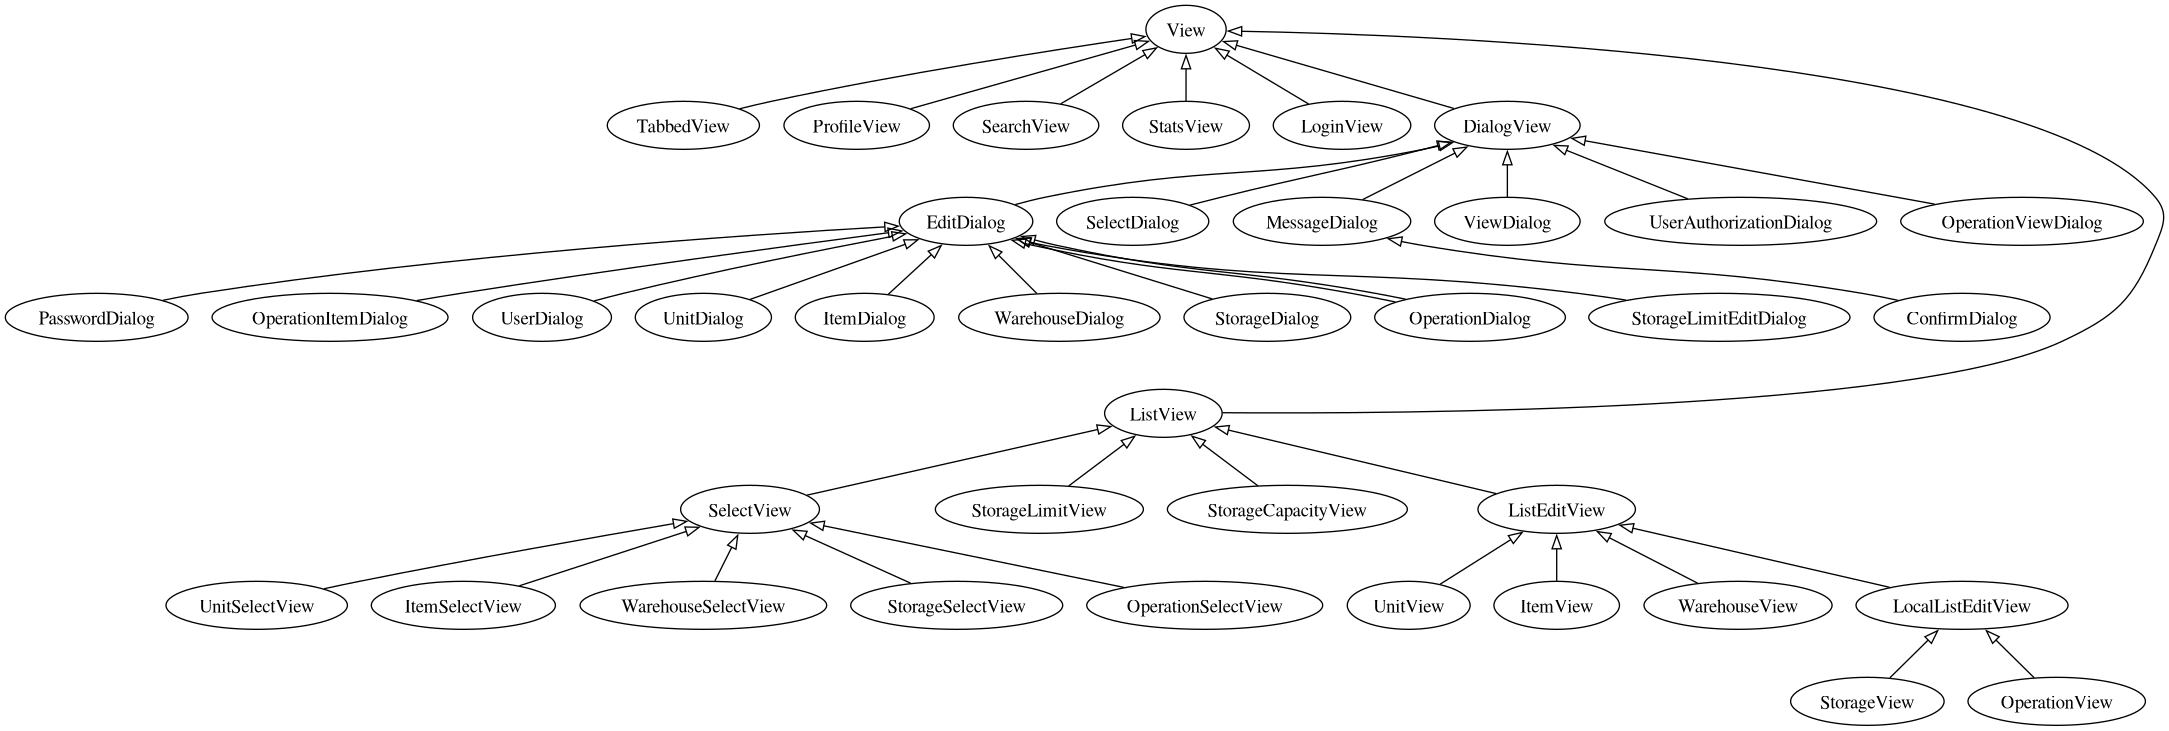 View
TabbedView
ProfileView
SearchView
StatsView
LoginView
DialogView
EditDialog
SelectDialog
MessageDialog
ViewDialog
UserAuthorizationDialog
OperationViewDialog
PasswordDialog
OperationItemDialog
UserDialog
UnitDialog
ItemDialog
WarehouseDialog
StorageDialog
OperationDialog
StorageLimitEditDialog
ConfirmDialog
ListView
SelectView
StorageLimitView
StorageCapacityView
ListEditView
UnitSelectView
ItemSelectView
WarehouseSelectView
StorageSelectView
OperationSelectView
UnitView
ItemView
WarehouseView
LocalListEditView
StorageView
OperationView